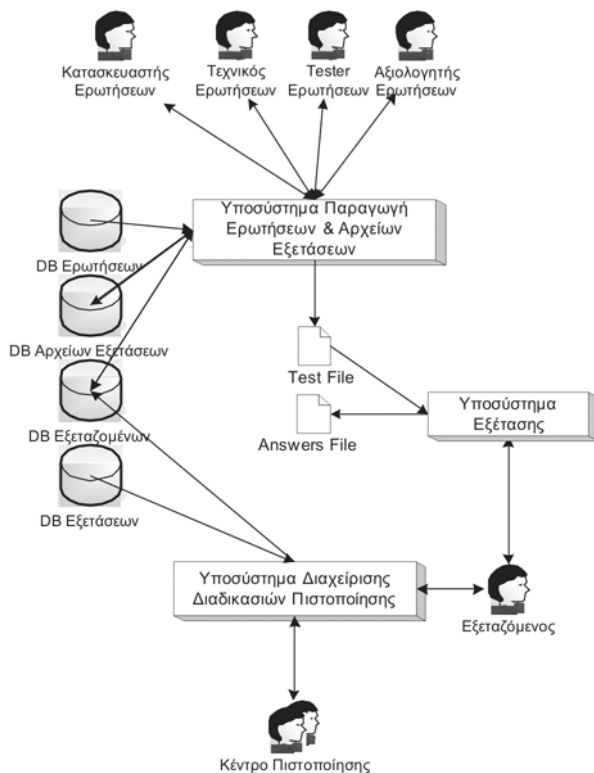 Κατασκευαστής
Ερωτήσεων
Τεχνικός
Ερωτήσεων
Tester
Ερωτήσεων
Αξιολογητής
Ερωτήσεων
Υποσύστημα Παραγωγή
Ερωτήσεων & Αρχείων
Εξετάσεων
DB Ερωτήσεων
DB Αρχείων Εξετάσεων
Test File
DB Εξεταζομένων
Answers File
Υποσύστημα
Εξέτασης
DB Εξετάσεων
Υποσύστημα Διαχείρισης
Διαδικασιών Πιστοποίησης
Εξεταζόμενος
Κέντρο Πιστοποίησης